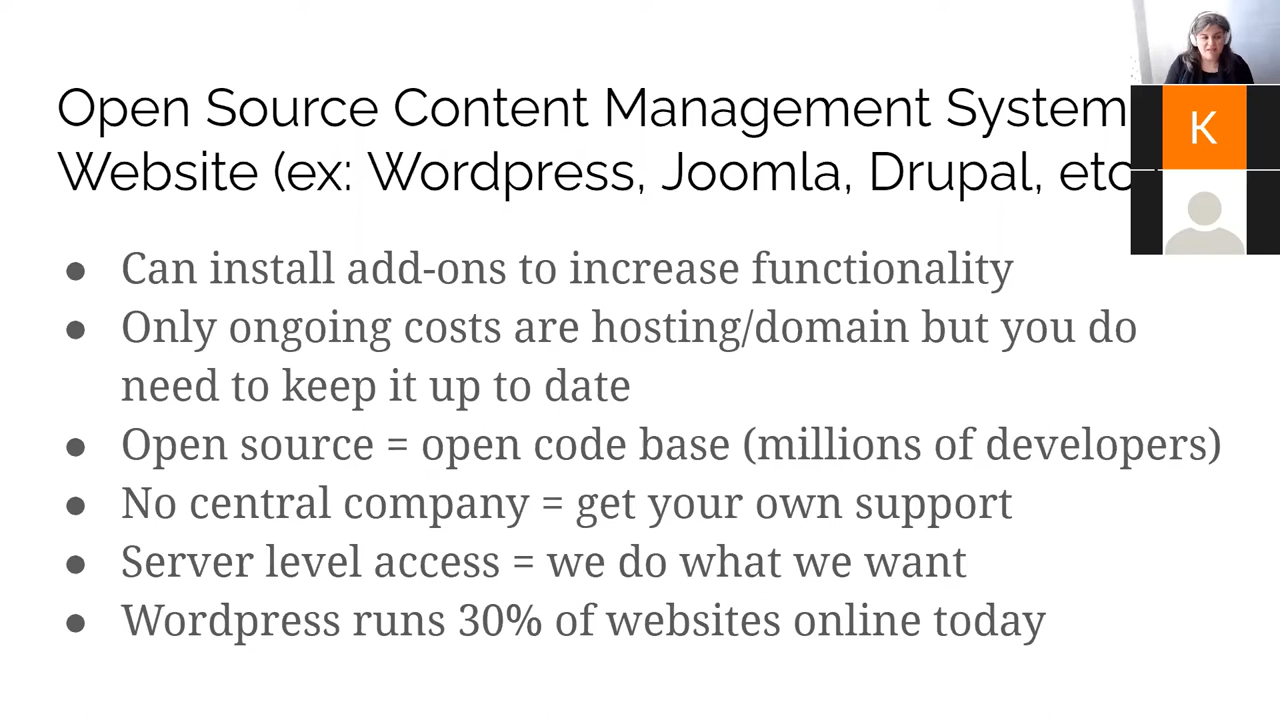 Open Source Content Management System
Website (ex: Wordpress, Joomla, Drupal, etc
K
● Can install add-ons to increase functionality
● Only ongoing costs are hosting/domain but you do
need to keep it up to date
● Open source = open code base (millions of developers)
● No central company = get your own support
● Server level access = we do what we want
● Wordpress runs 30% of websites online today